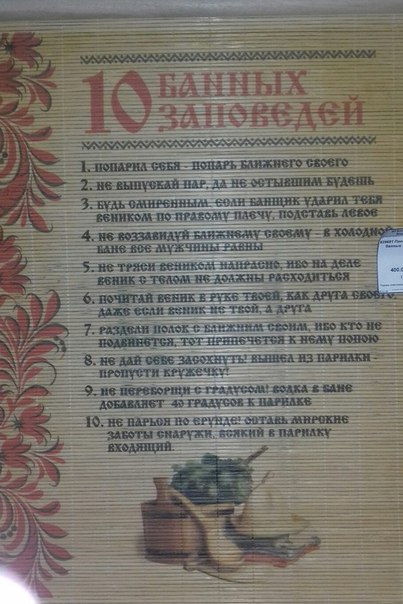 10 БАННЫХ
ЗАПОВЕДЕЙ
1. ПОПАРИЛ СЕБЯ - ПОПАРЬ БЛИЖНЕГО СВОЕГО
2. НЕ ВЫПУСКАЙ ПАР, ДА НЕ ОСТЫВШИМ БУДЕШЬ
3. БУДЬ СМИРЕННЫМ, ЕСЛИ БАНЩИК УДАРИЛ ТЕБЯ
ВЕНИКОМ ПО ПРАВОМУ ПЛЕЧУ, ПОДСТАВЬ ЛЕВОЕ
4. НЕ ВОЗЗАВИДУЙ БЛИЖНЕМУ СВОЕМУ - В ХОЛОДНОЙ
БАНЕ ВСЕ МУЖЧИНЫ РАВНЫ
5. НЕ ТРЯСИ ВЕНИКОМ НАПРАСНО, ИБО НА ДЕЛЕ
ВЕНИК С ТЕЛОМ НЕ ДОЛЖНЫ РАСХОДИТЬСЯ
6. ПОЧИТАЙ ВЕНИК В РУКЕ ТВОЕЙ, КАК ДРУГА СВОЕГО,
ДАЖЕ ЕСЛИ ВЕНИК НЕ ТВОЙ, А ДРУГА
7. РАЗДЕЛИ ПОЛОК С БЛИЖНИМ СВОИМ, ИБО КТО НЕ
ПОДВИНЕТСЯ, ТОТ ПРИПЕЧЕТСЯ К НЕМУ ПОПОЮ
8. НЕ ДАЙ СЕБЕ ЗАСОХНУТЬ! ВЫШЕЛ ИЗ ПАРИЛКИ -
ПРОПУСТИ КРУЖЕЧКУ!
9. НЕ ПЕРЕБОРЩИ С ГРАДУСОМ! ВОДКА В БАНЕ
ДОБАВЛЯЕТ 40 ГРАДУСОВ К ПАРИЛКЕ
10. НЕ ПАРЬСЯ ПО ЕРУНДЕ! ОСТАВЬ МИРСКИЕ
ЗАБОТЫ СНАРУЖИ, ВСЯКИЙ В ПАРИЛКУ
ВХОДЯЩИЙ.
400.0